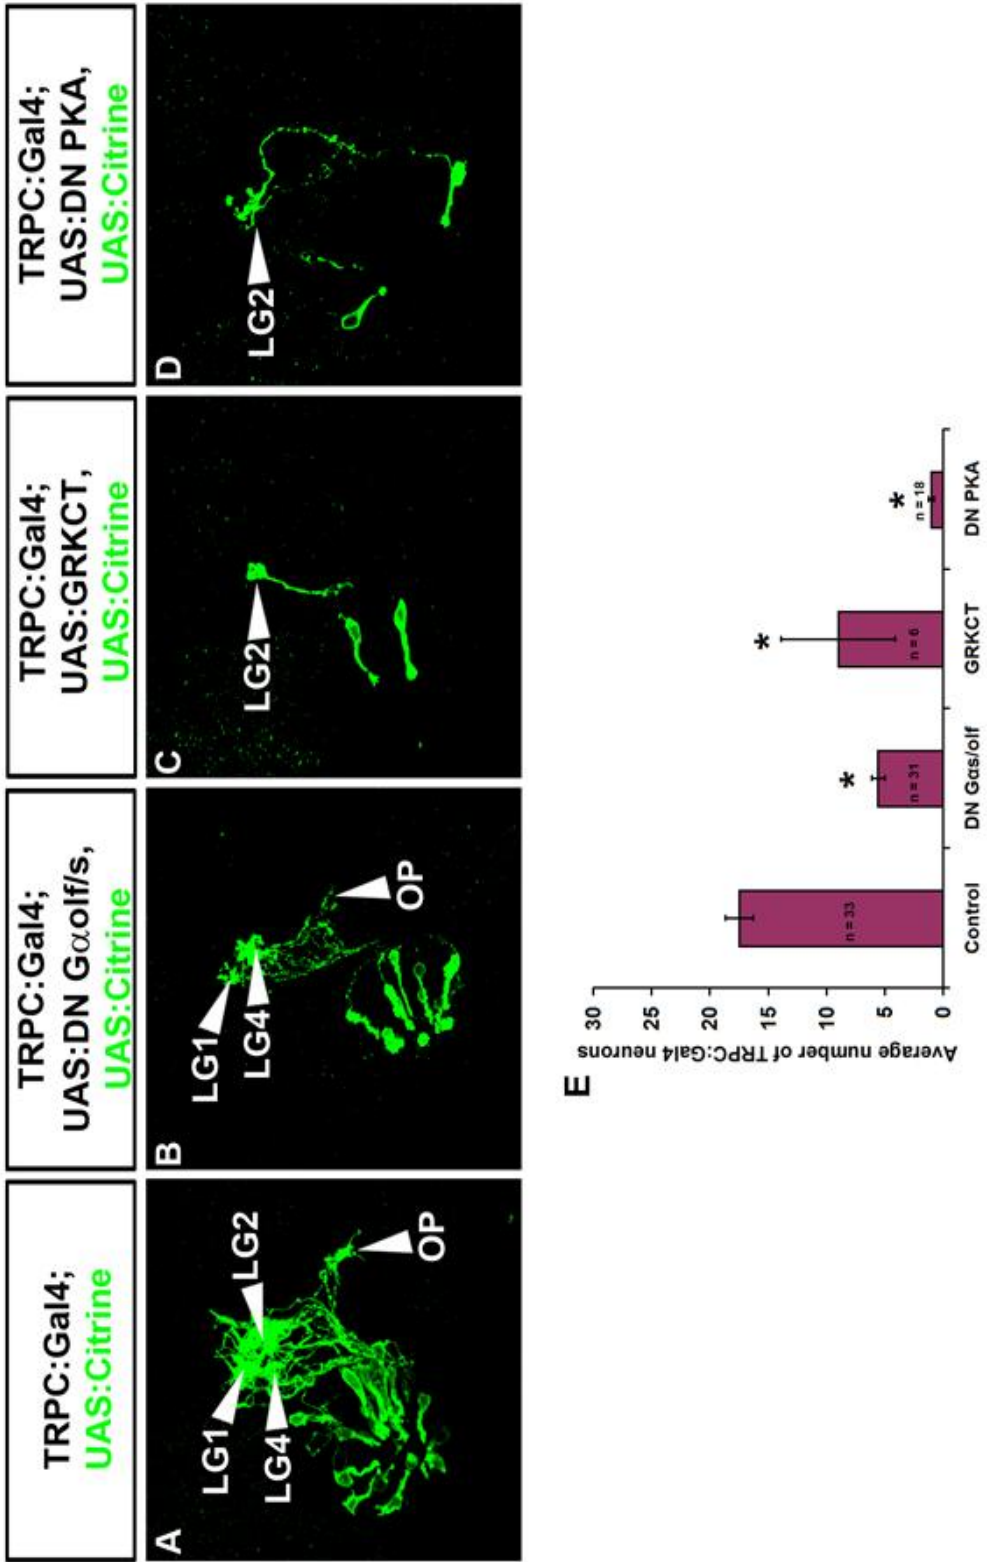 TRPC:Gal4;
UAS:Citrine
TRPC:Gal4;
UAS:DN Gαolf/s,
UAS:Citrine
TRPC:Gal4;
UAS:GRKCT,
UAS:Citrine
TRPC:Gal4;
UAS:DN PKA,
UAS:Citrine
A
LG1
LG2
LG4
OP
B
LG1
LG4
OP
C
LG2
D
LG2
E
Average number of TRPC:Gal4 neurons
30
25
20
15
10
5
0
n = 33
*
n = 31
*
n = 6
*
n = 18
Control
DN Gαs/olf
GRKCT
DN PKA